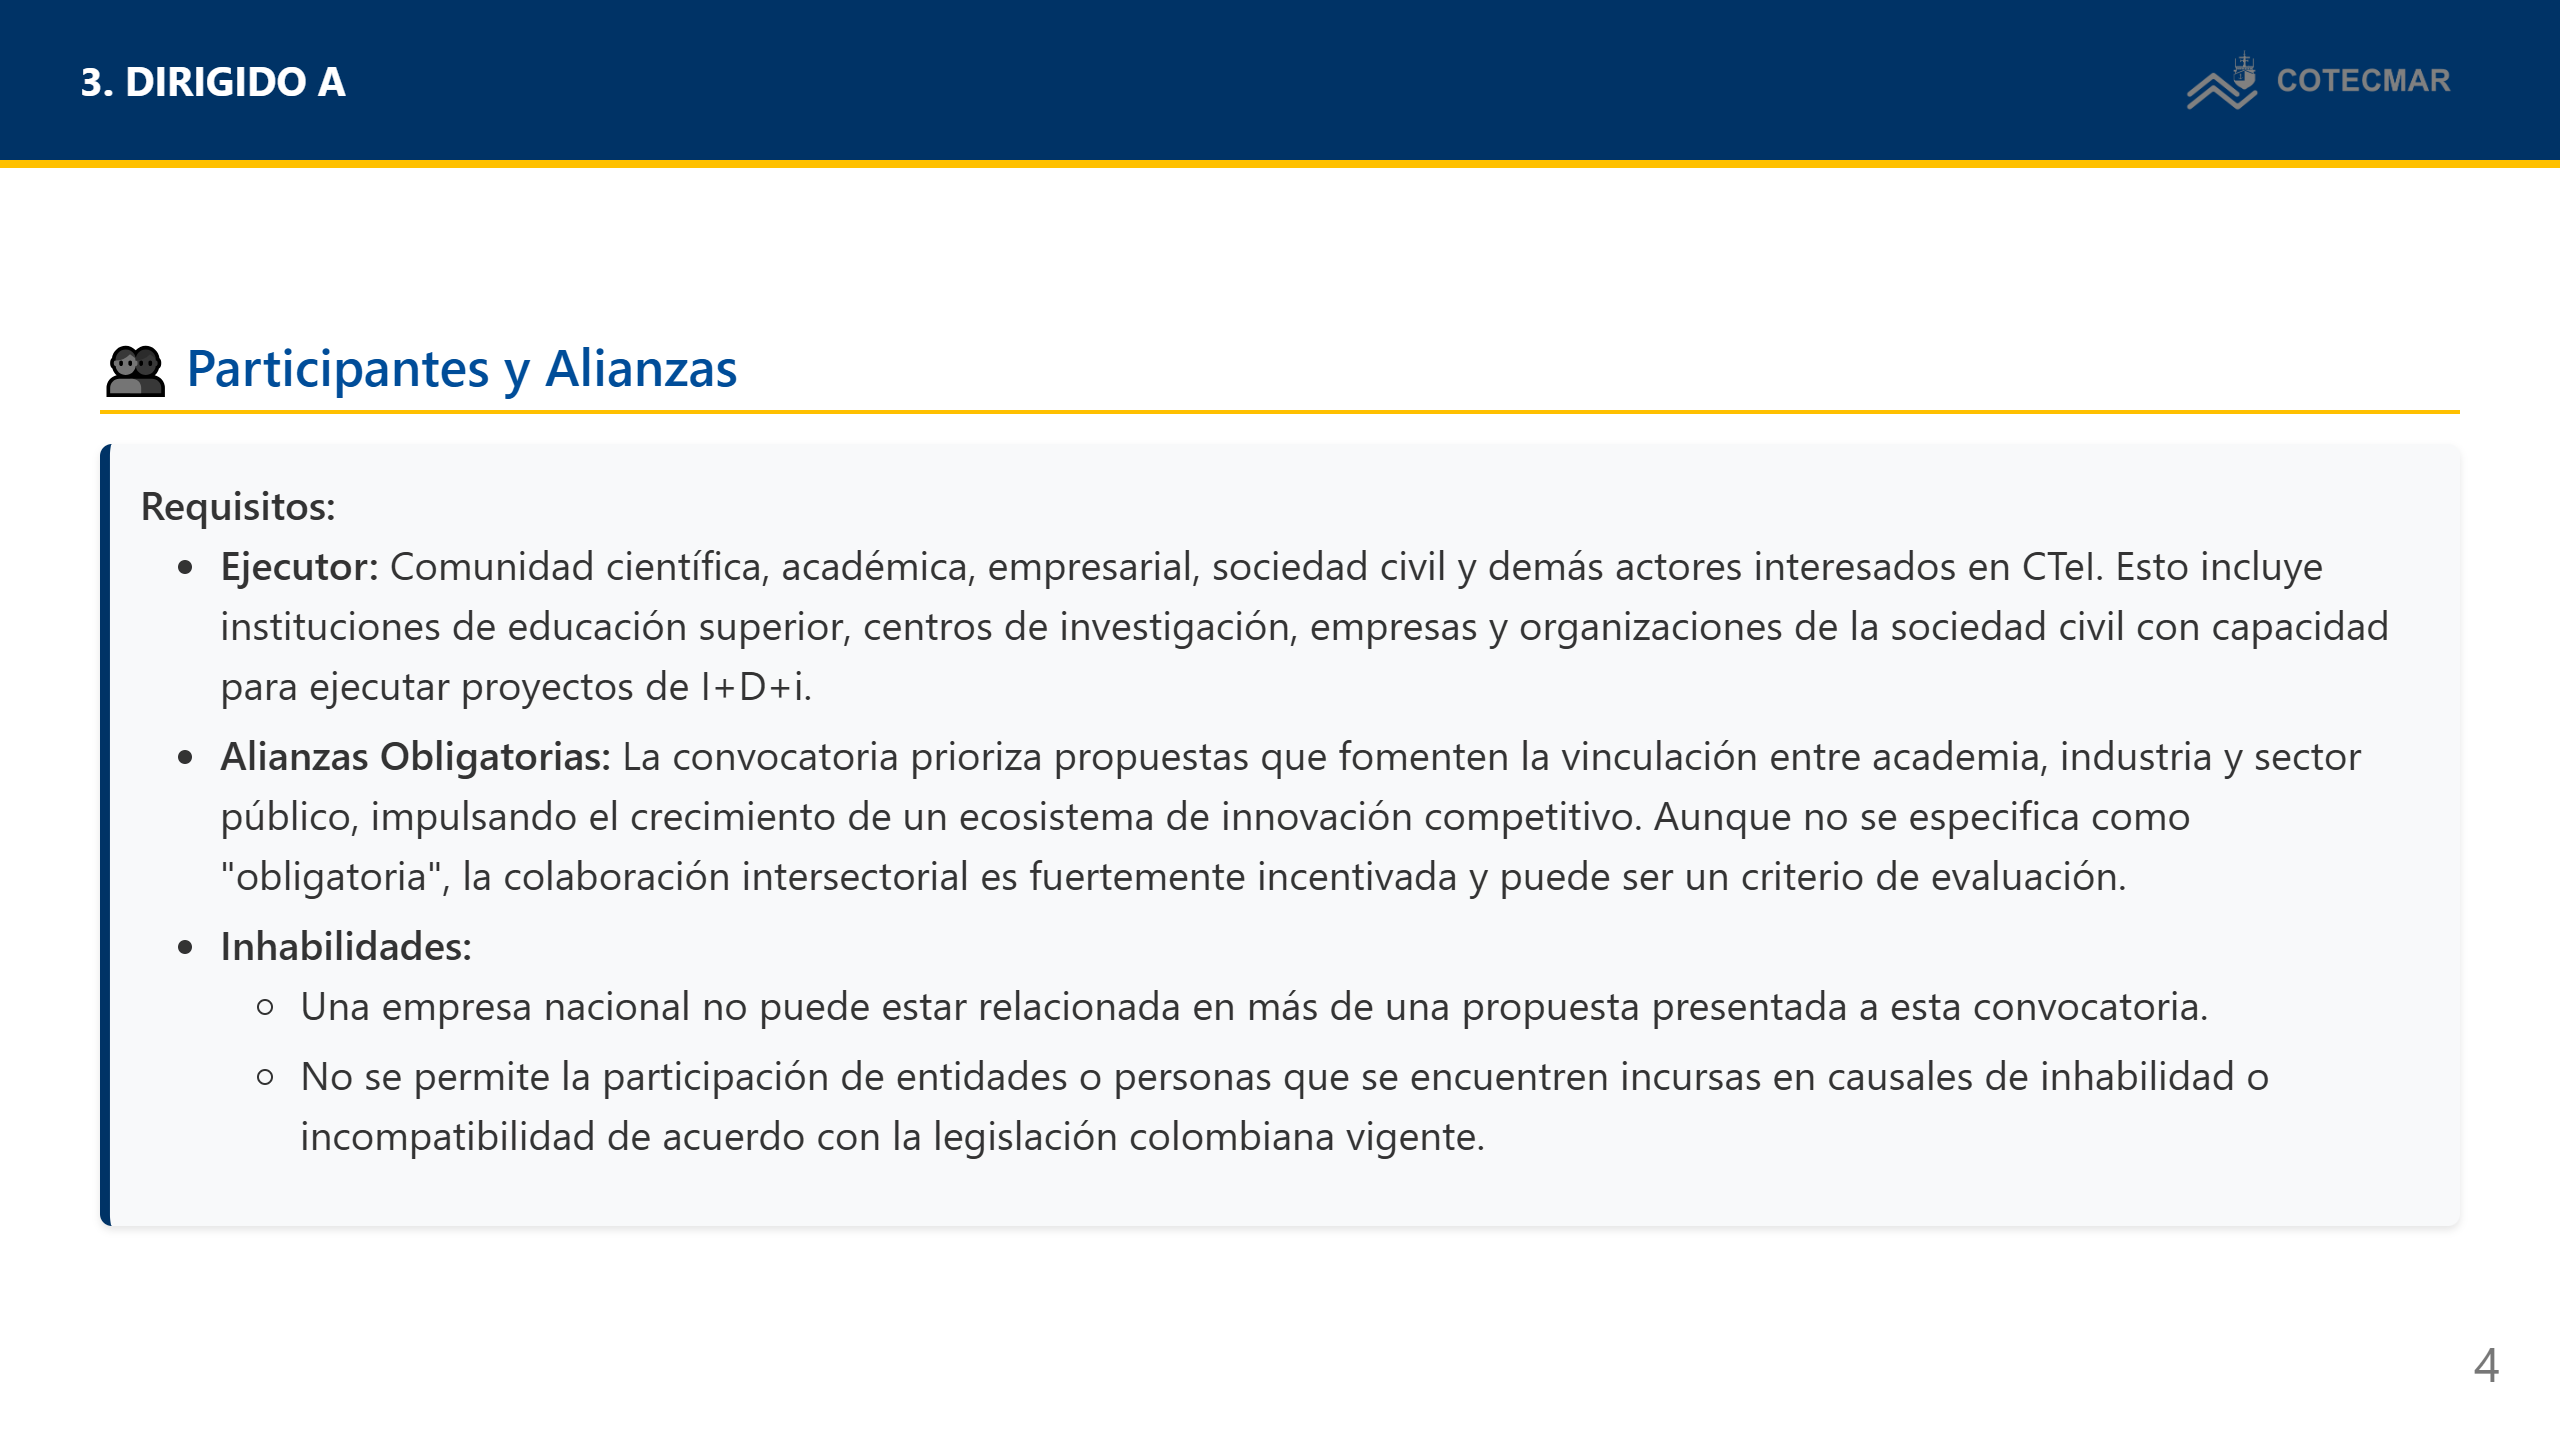 3. DIRIGIDO A
COTECMAR
Participantes y Alianzas
Requisitos:
Ejecutor: Comunidad científica, académica, empresarial, sociedad civil y demás actores interesados en CTeI. Esto incluye
instituciones de educación superior, centros de investigación, empresas y organizaciones de la sociedad civil con capacidad
para ejecutar proyectos de I+D+i.
Alianzas Obligatorias: La convocatoria prioriza propuestas que fomenten la vinculación entre academia, industria y sector
público, impulsando el crecimiento de un ecosistema de innovación competitivo. Aunque no se especifica como
"obligatoria", la colaboración intersectorial es fuertemente incentivada y puede ser un criterio de evaluación.
Inhabilidades:
Una empresa nacional no puede estar relacionada en más de una propuesta presentada a esta convocatoria.
No se permite la participación de entidades o personas que se encuentren incursas en causales de inhabilidad o
incompatibilidad de acuerdo con la legislación colombiana vigente.
4